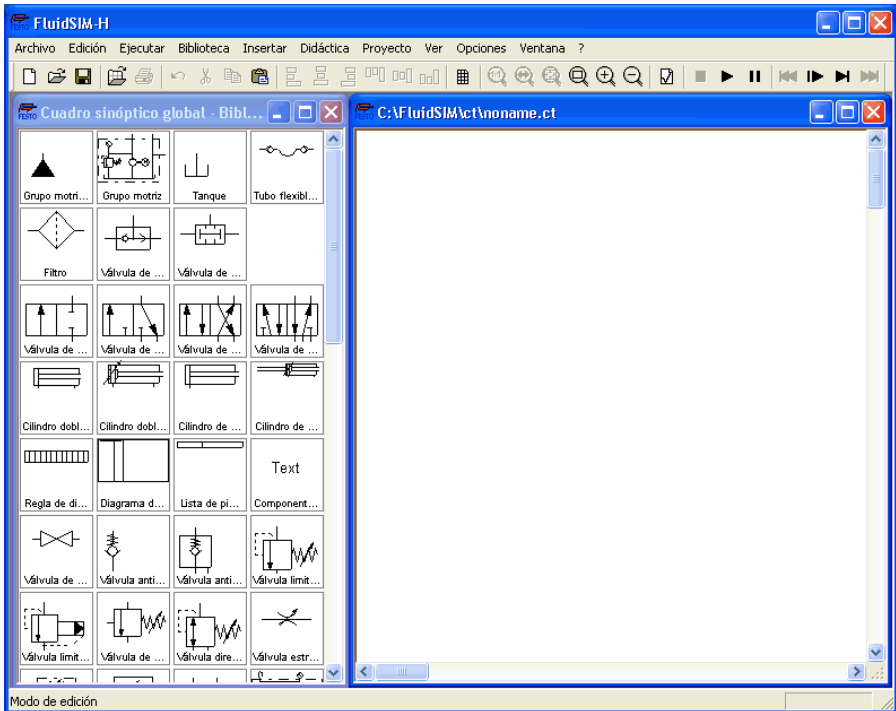 FluidSIM-H
Archivo Edición Ejecutar Biblioteca Insertar Didáctica Proyecto Ver Opciones Ventana ?
Cuadro sinóptico global - Bibl...
C:\FluidSIM\ct\noname.ct
Grupo motri... Grupo motriz Tanque Tubo flexibl...
Filtro Válvula de ... Válvula de ...
Válvula de ... Válvula de ... Válvula de ... Válvula de ...
Cilindro dobl... Cilindro dobl... Cilindro de ... Cilindro de ...
Text
Regla de di... Diagrama d... Lista de pi... Component...
Válvula de ... Válvula anti... Válvula anti... Válvula limit...
Válvula limit... Válvula de ... Válvula dire... Válvula estr...
Modo de edición